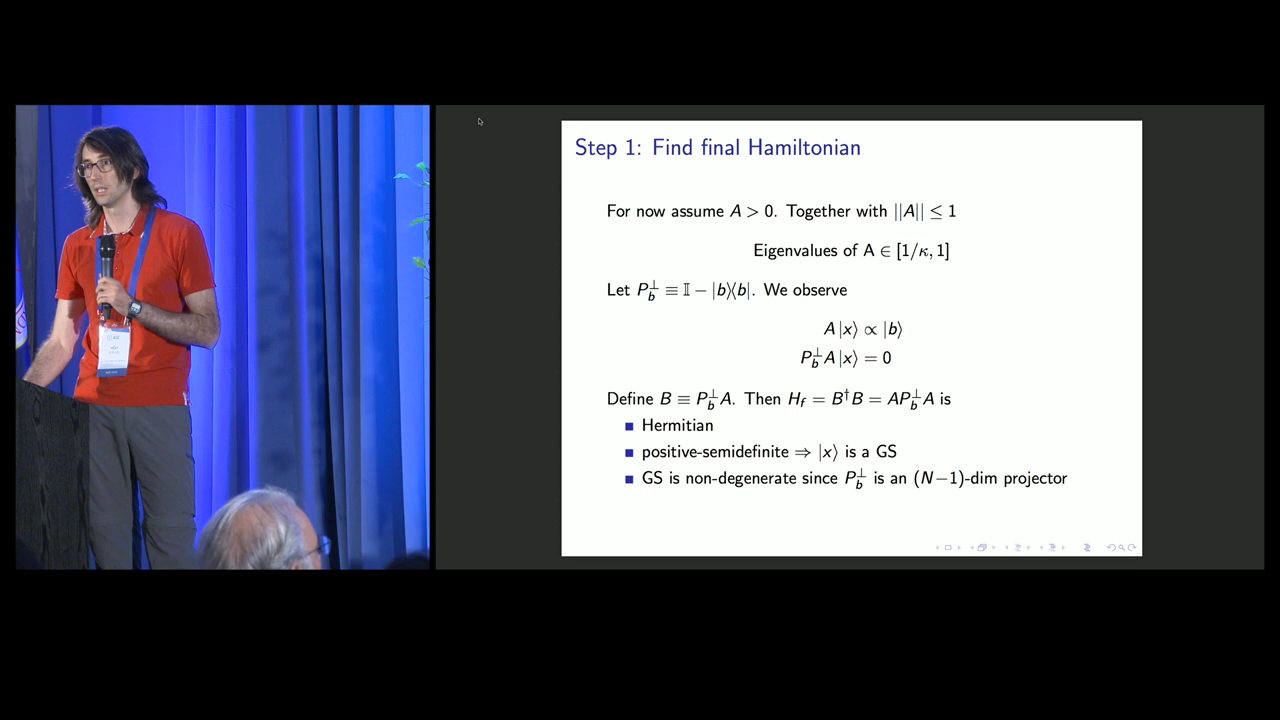 Step 1: Find final Hamiltonian
For now assume A > 0. Together with ||A|| ≤ 1
Eigenvalues of A ∈ [1/κ, 1]
Let P_b^⊥ ≡ 𝕀 − |b⟩⟨b|. We observe
A |x⟩ ∝ |b⟩
P_b^⊥ A |x⟩ = 0
Define B ≡ P_b^⊥ A. Then H_f = B†B = AP_b^⊥ A is
■ Hermitian
■ positive-semidefinite ⇒ |x⟩ is a GS
■ GS is non-degenerate since P_b^⊥ is an (N−1)-dim projector